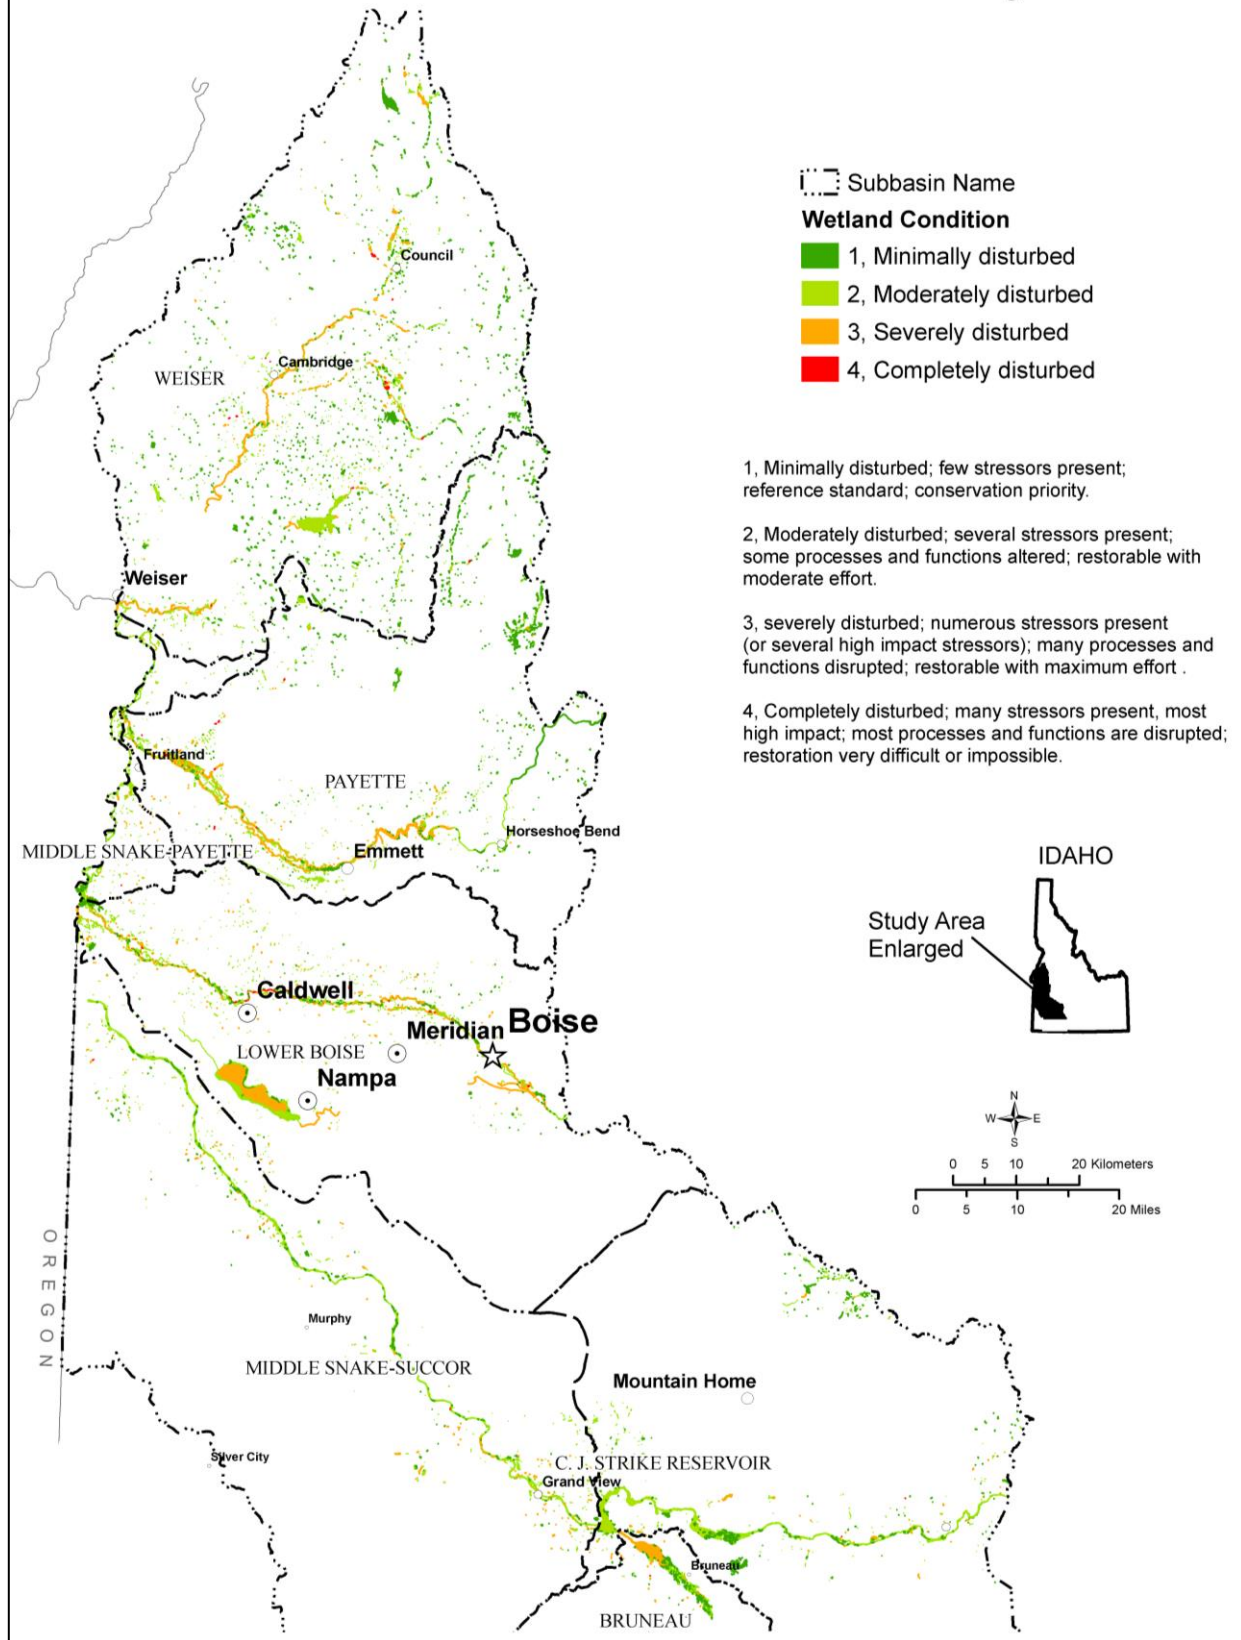 Subbasin Name
Wetland Condition
1, Minimally disturbed
2, Moderately disturbed
3, Severely disturbed
4, Completely disturbed
1, Minimally disturbed; few stressors present;
reference standard; conservation priority.
2, Moderately disturbed; several stressors present;
some processes and functions altered; restorable with
moderate effort.
3, severely disturbed; numerous stressors present
(or several high impact stressors); many processes and
functions disrupted; restorable with maximum effort .
4, Completely disturbed; many stressors present, most
high impact; most processes and functions are disrupted;
restoration very difficult or impossible.
Council
Cambridge
WEISER
Weiser
Fruitland
PAYETTE
Horseshoe Bend
MIDDLE SNAKE-PAYETTE
Emmett
IDAHO
Study Area
Enlarged
Caldwell
Meridian
Boise
LOWER BOISE
Nampa
N
W
E
S
0 5 10 20 Kilometers
0 5 10 20 Miles
OREGON
Murphy
MIDDLE SNAKE-SUCCOR
Mountain Home
Silver City
C. J. STRIKE RESERVOIR
Grand View
Bruneau
BRUNEAU